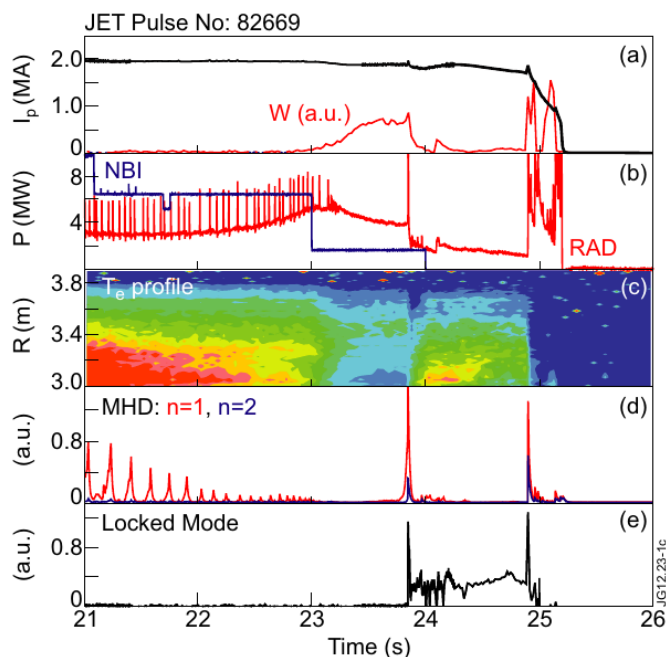 JET Pulse No: 82669
2.0
1.0
0
I_p (MA)
W (a.u.)
(a)
8
4
P (MW)
NBI
RAD
(b)
3.8
3.4
3.0
R (m)
T_e profile
(c)
0.8
0
(a.u.)
MHD: n=1, n=2
(d)
0.8
0
(a.u.)
Locked Mode
(e)
21 22 23 24 25 26
Time (s)
JG12.23-1c